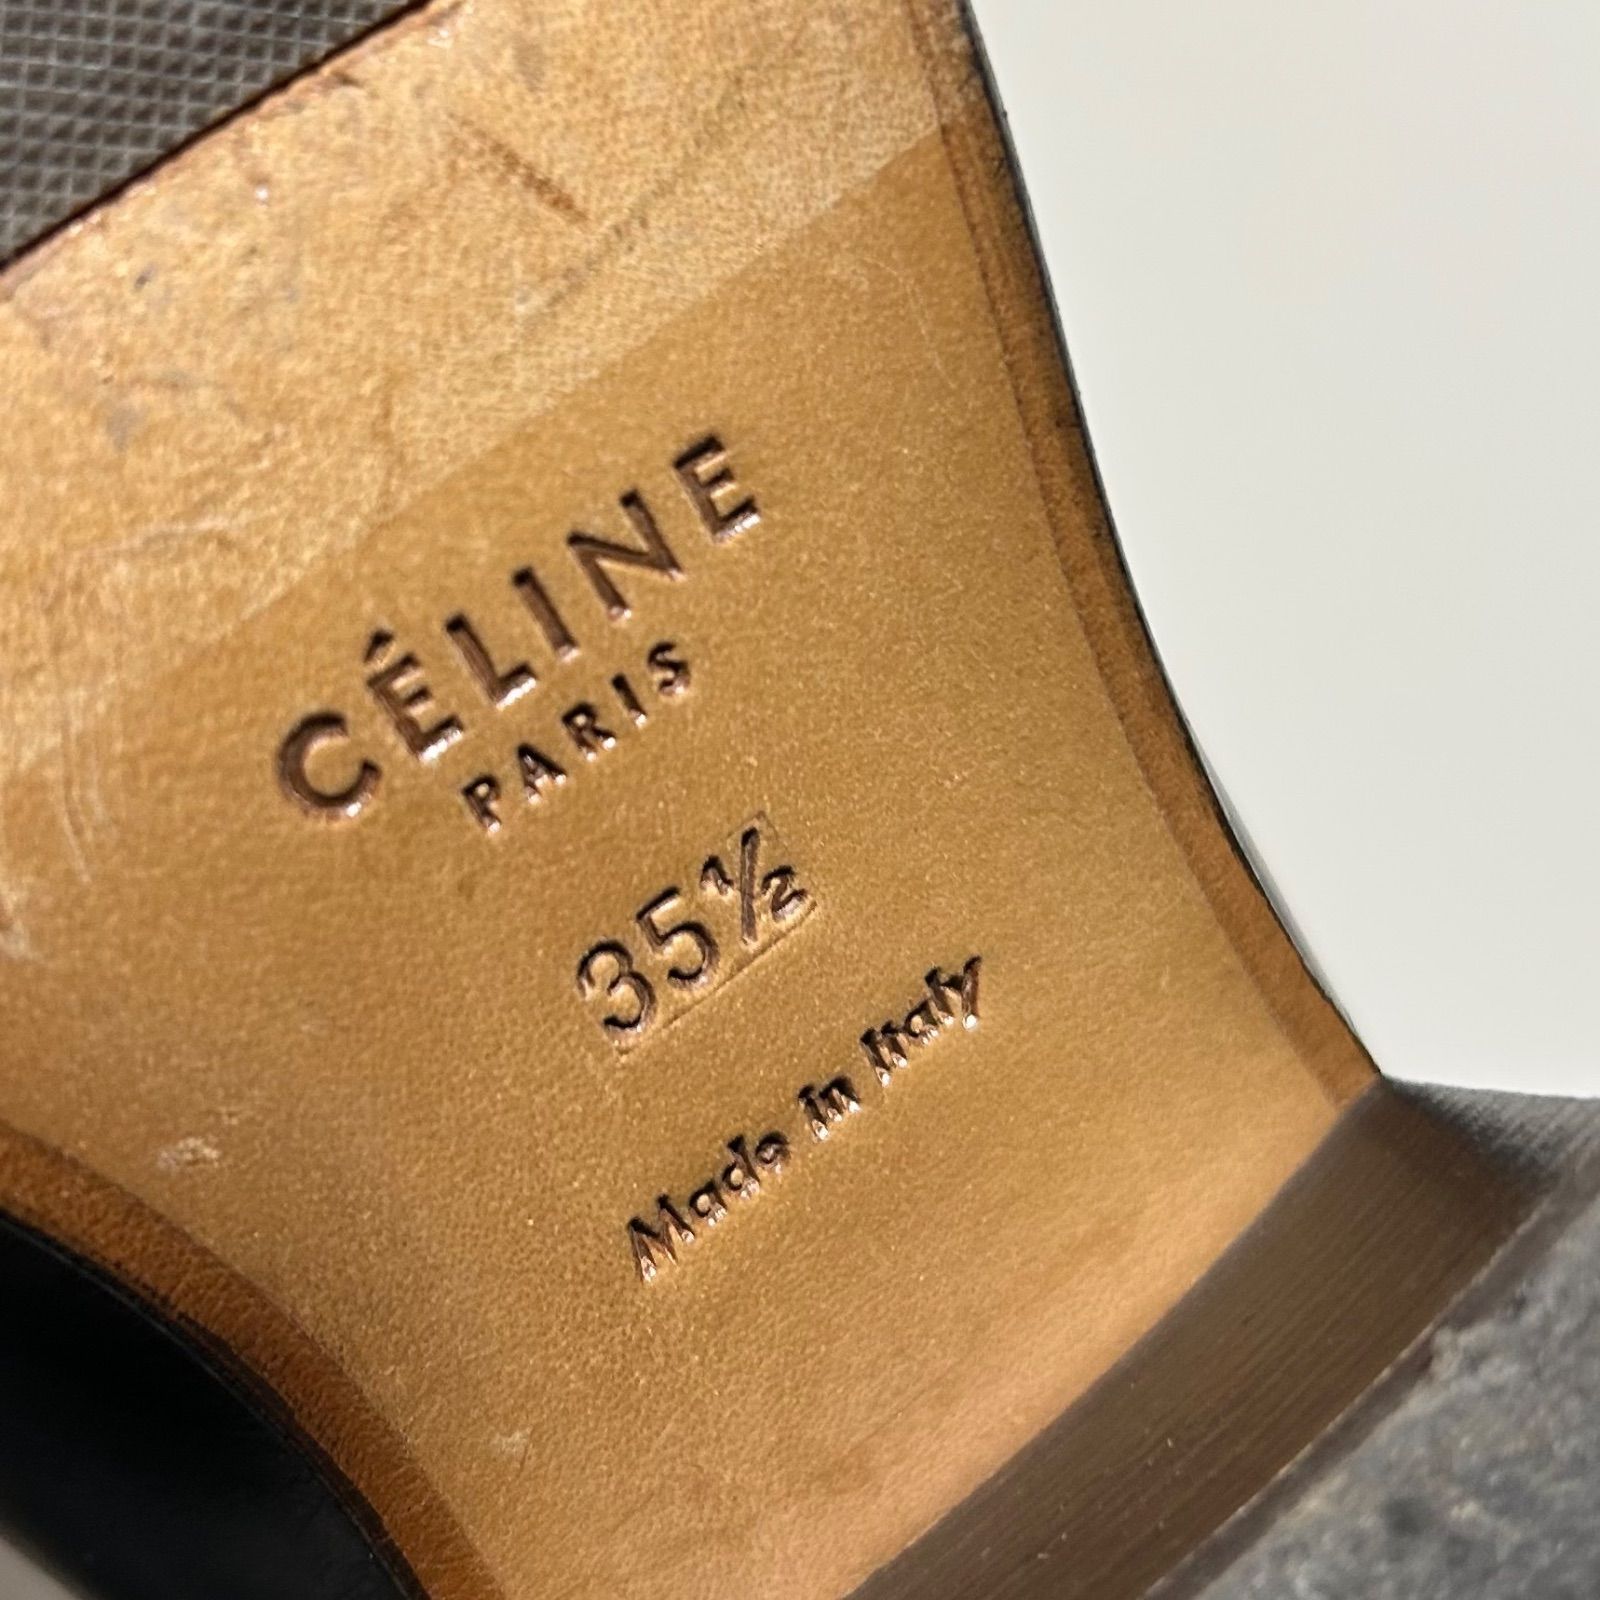 CÉLINE
PARIS
35½
Made in Italy